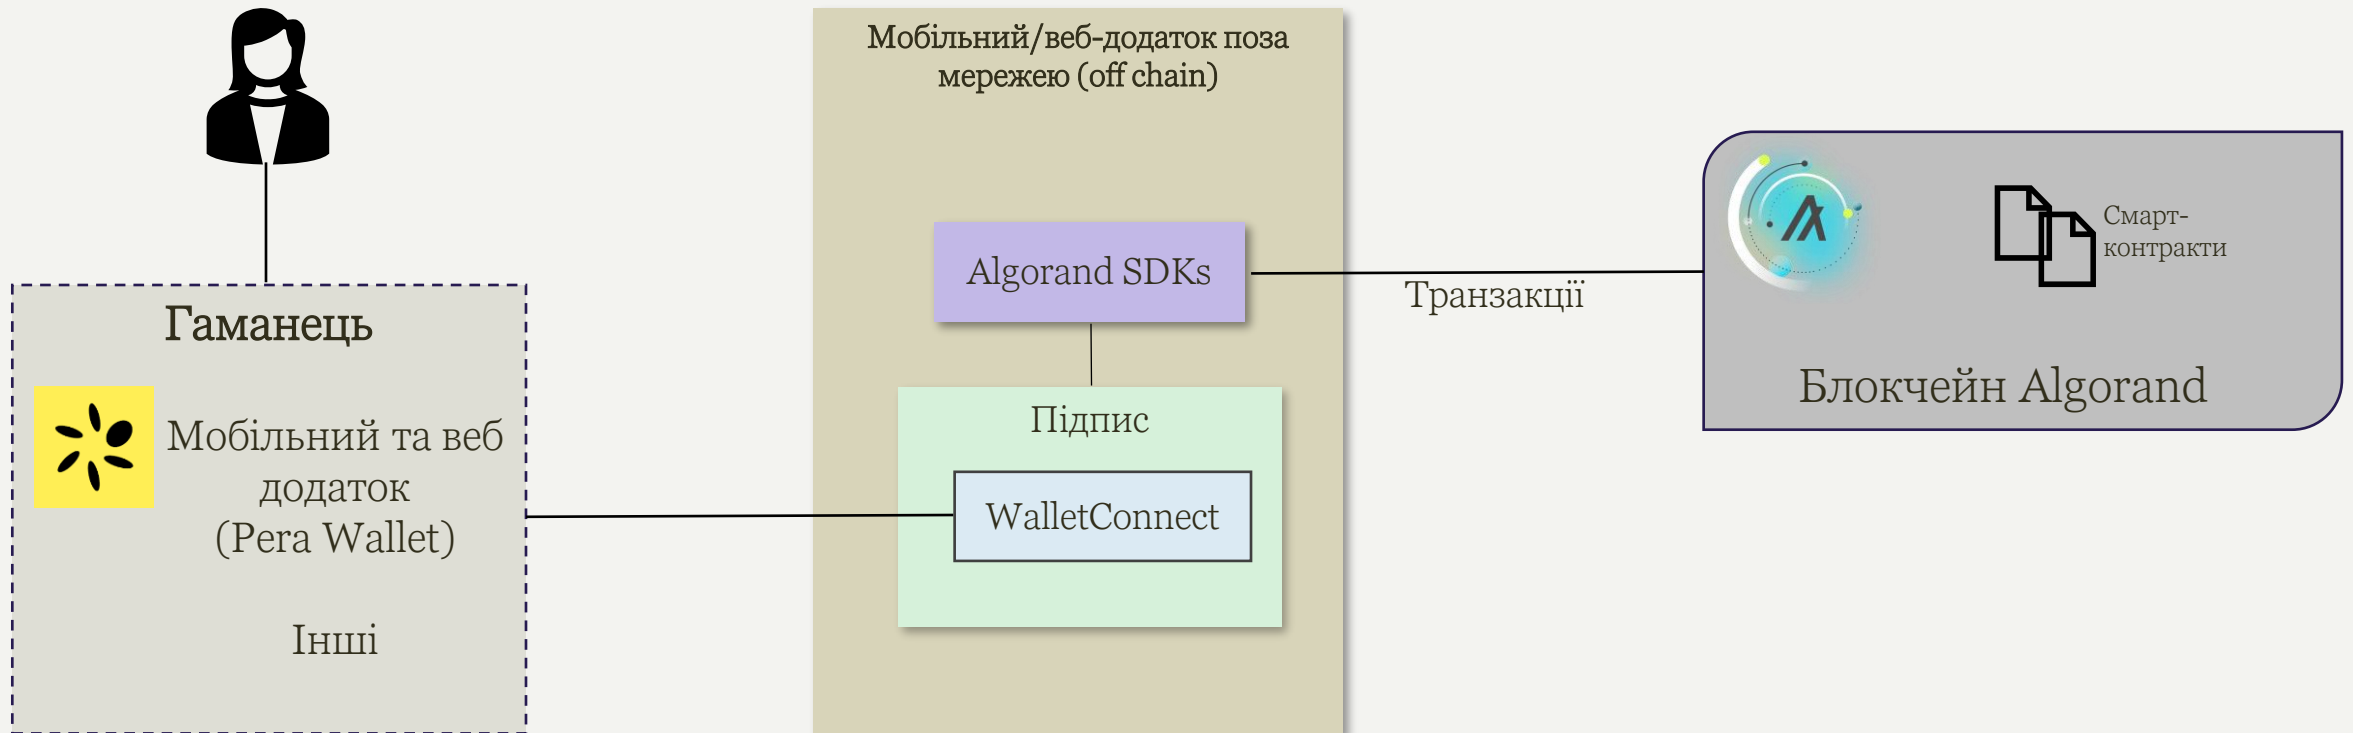 Мобільний/веб-додаток поза
мережею (off chain)
Гаманець
Мобільний та веб
додаток
(Pera Wallet)
Інші
Algorand SDKs
Підпис
WalletConnect
Транзакції
Смарт-
контракти
Блокчейн Algorand